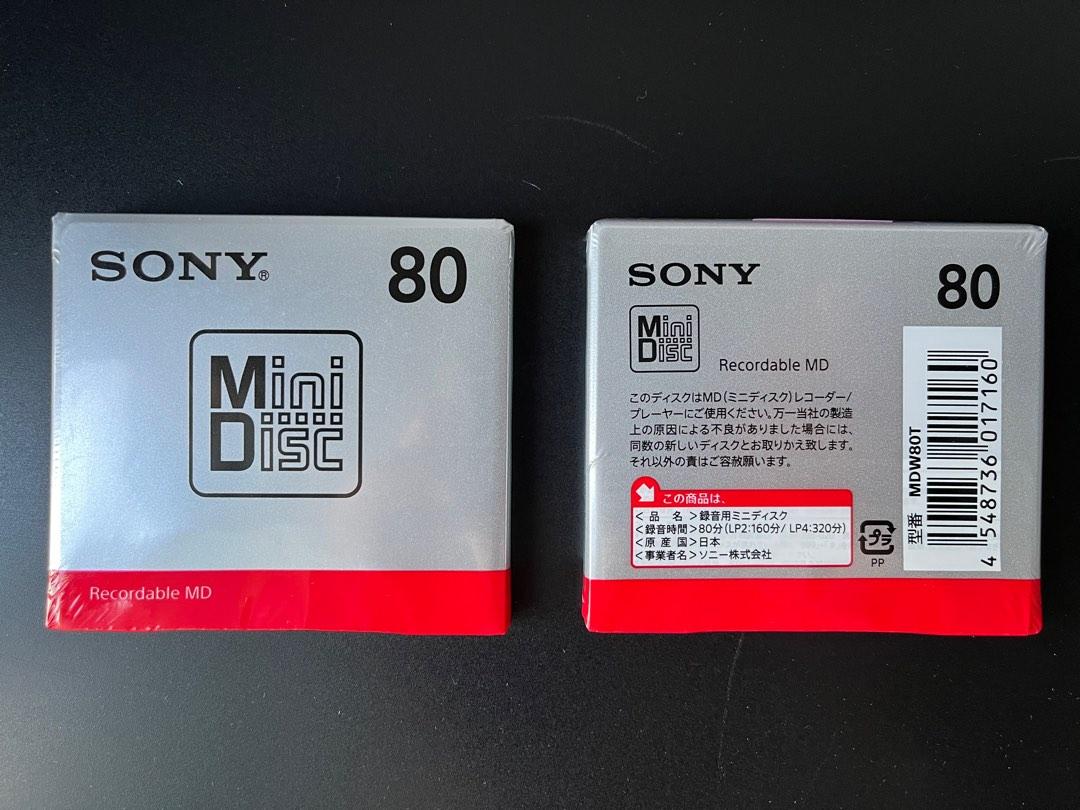 SONY®
80
Mini
Disc
Recordable MD
SONY
80
Mini
Disc
Recordable MD
このディスクはMD(ミニディスク)レコーダー/
プレーヤーにご使用ください。万一当社の製造
上の原因による不良がありました場合には、
同数の新しいディスクとお取りかえ致します。
それ以外の責はご容赦願います。
この商品は、
<品 名>録音用ミニディスク
<録音時間>80分(LP2:160分/ LP4:320分)
<原 産 国>日本
<事業者名>ソニー株式会社
プラ
PP
型番 MDW80T
4 548736 017160